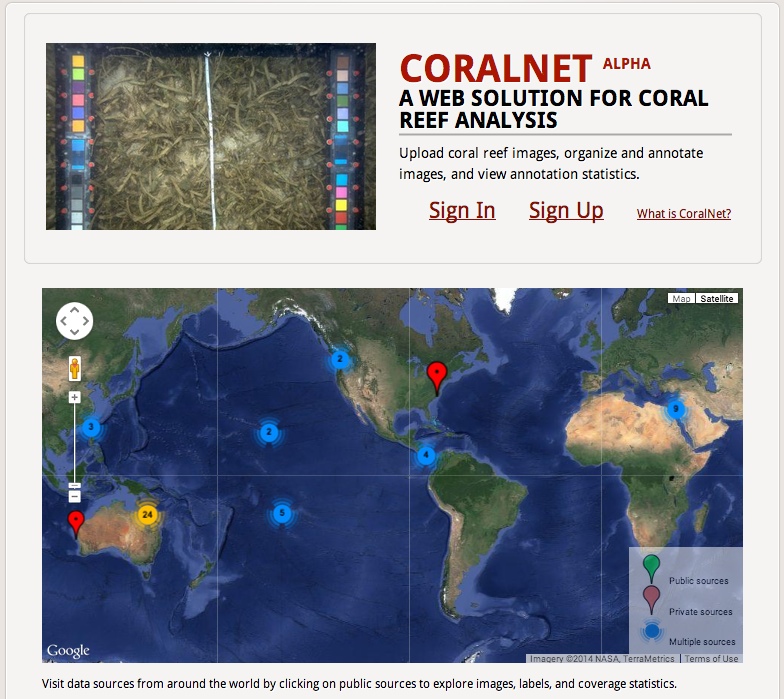 CORALNET ALPHA
A WEB SOLUTION FOR CORAL
REEF ANALYSIS
Upload coral reef images, organize and annotate
images, and view annotation statistics.
Sign In Sign Up What is CoralNet?
Map Satellite
2
3
2
9
4
24
5
Public sources
Private sources
Multiple sources
Google
Imagery ©2014 NASA, TerraMetrics Terms of Use
Visit data sources from around the world by clicking on public sources to explore images, labels, and coverage statistics.